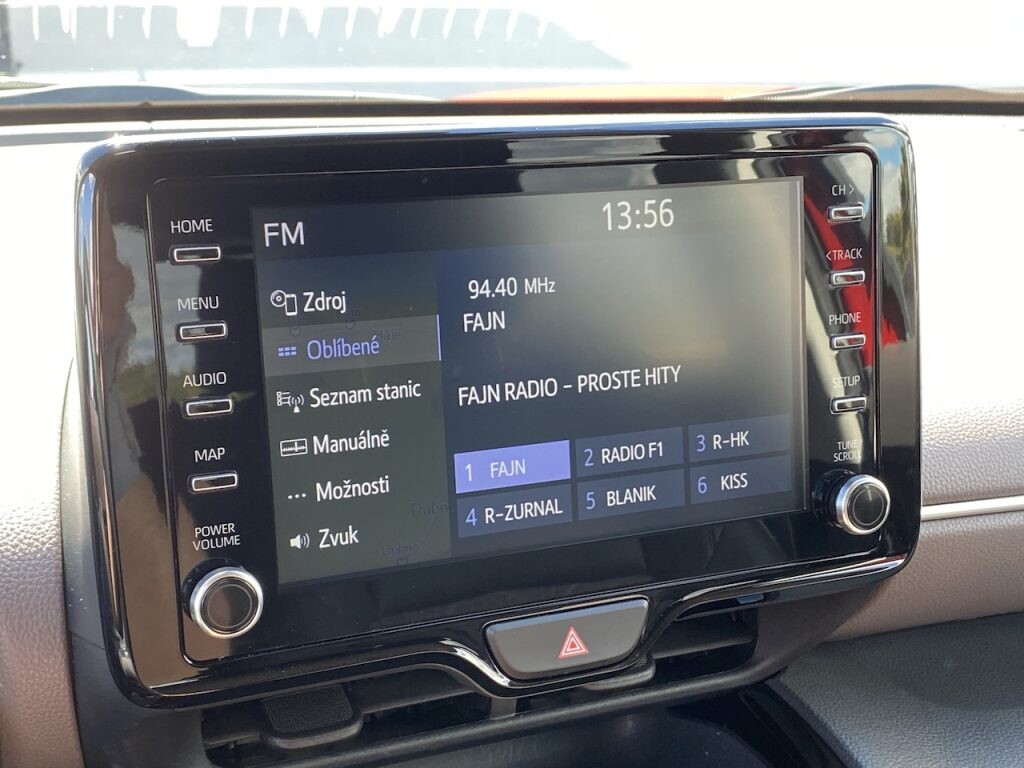 HOME
MENU
AUDIO
MAP
POWER
VOLUME
FM
13:56
Zdroj
Oblíbené
Seznam stanic
Manuálně
Možnosti
Zvuk
94.40 MHz
FAJN
FAJN RADIO - PROSTE HITY
1 FAJN
2 RADIO F1
3 R-HK
4 R-ZURNAL
5 BLANIK
6 KISS
CH >
< TRACK
PHONE
SETUP
TUNE
SCROLL